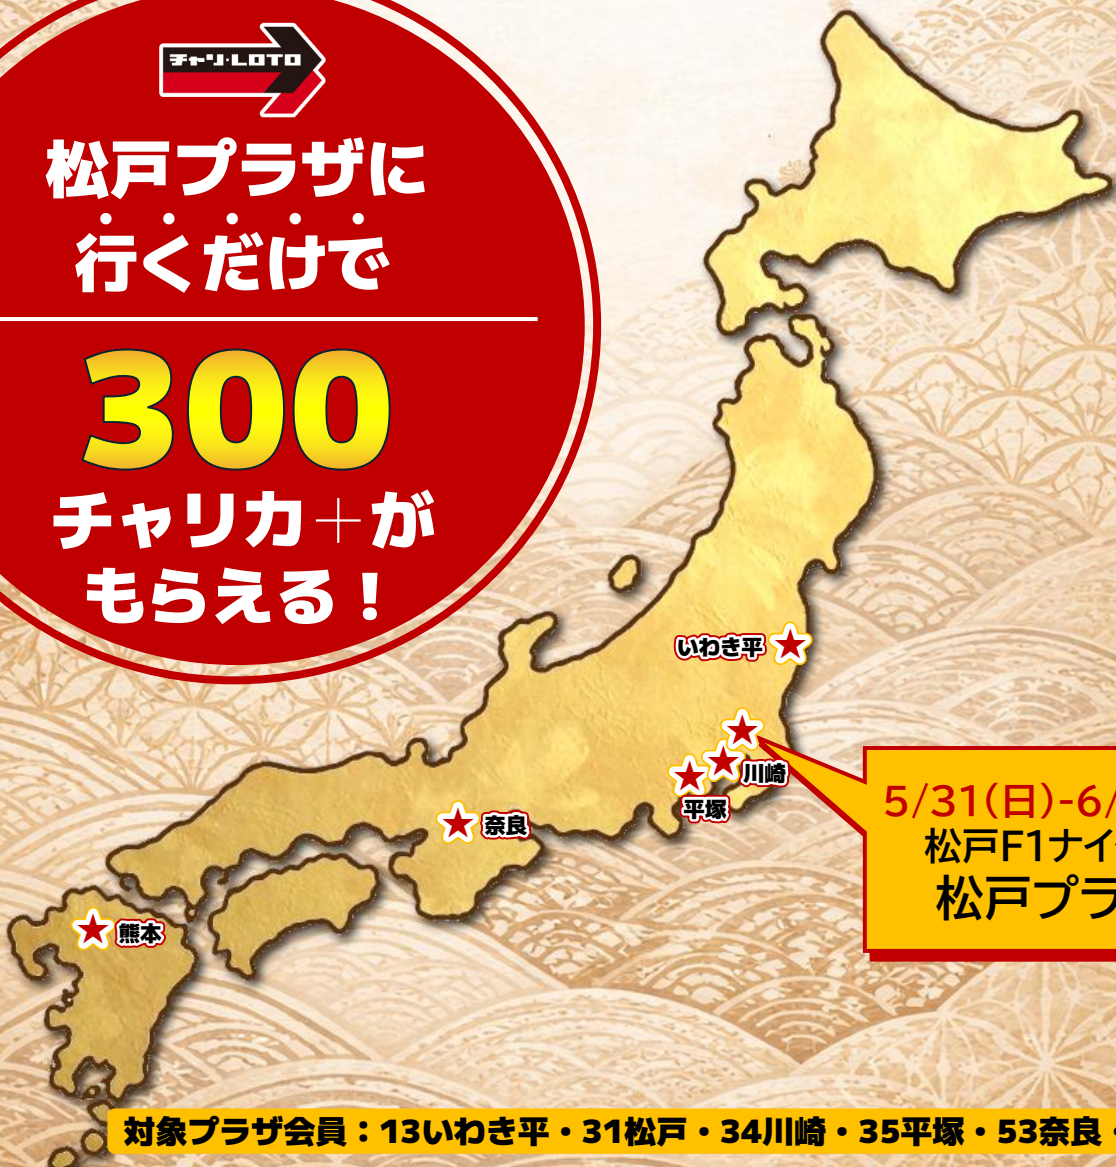 チャリ・LOTO
松戸プラザに
行くだけで
300
チャリカ+が
もらえる！
いわき平
川崎
平塚
奈良
熊本
5/31(日)-6/
松戸F1ナイ
松戸プラ
対象プラザ会員：13いわき平・31松戸・34川崎・35平塚・53奈良・